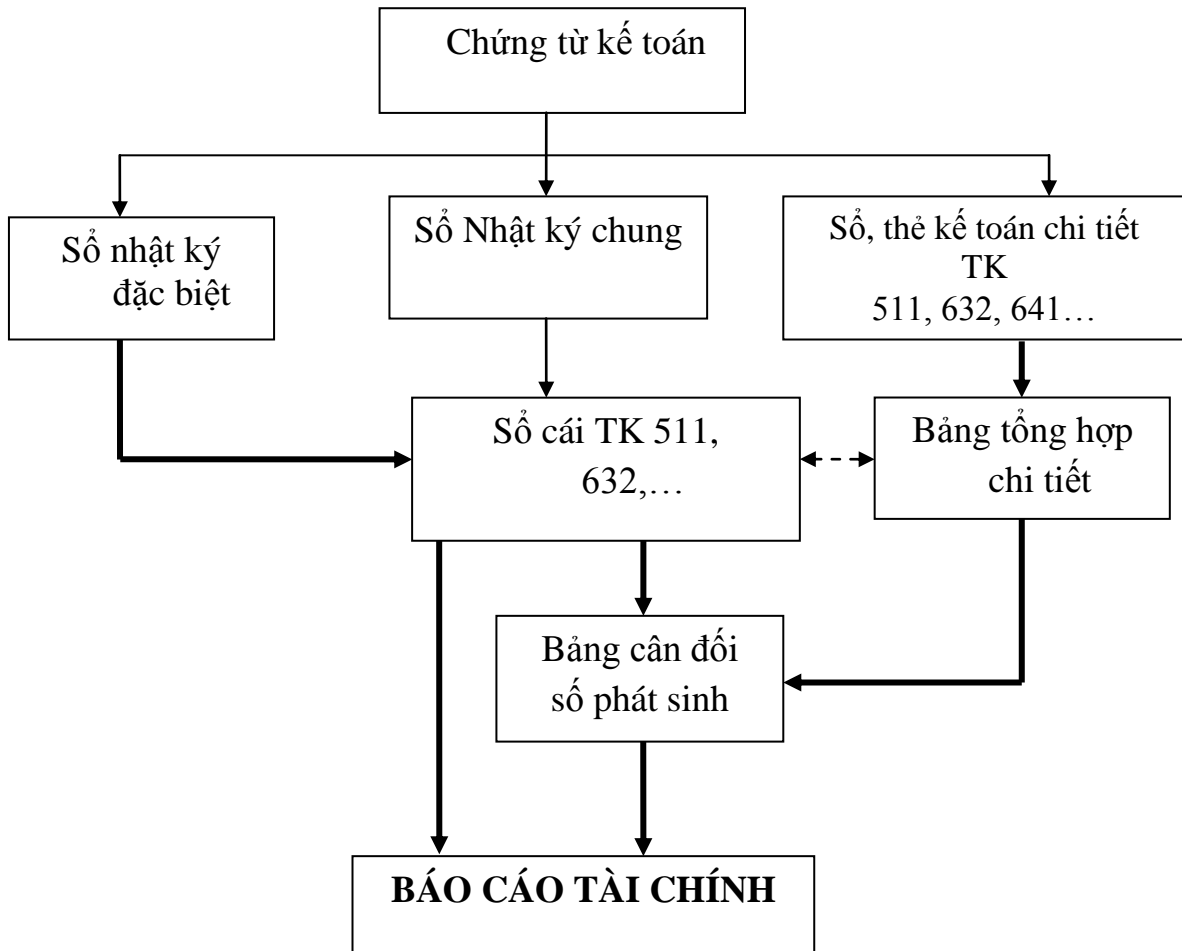 Chứng từ kế toán
Sổ nhật ký
đặc biệt
Sổ Nhật ký chung
Sổ, thẻ kế toán chi tiết
TK
511, 632, 641…
Sổ cái TK 511,
632,…
Bảng tổng hợp
chi tiết
Bảng cân đối
số phát sinh
BÁO CÁO TÀI CHÍNH